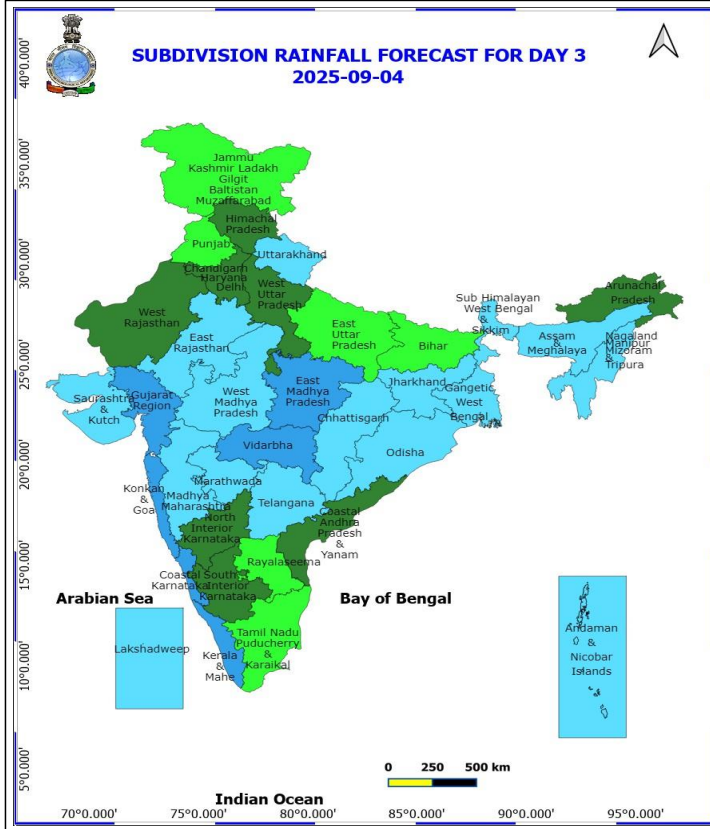 SUBDIVISION RAINFALL FORECAST FOR DAY 3
2025-09-04
40°0.000'
35°0.000'
30°0.000'
25°0.000'
20°0.000'
15°0.000'
10°0.000'
5°0.000'
Jammu
Kashmir Ladakh
Gilgit
Baltistan
Muzaffarabad
Himachal
Pradesh
Punjab
Uttarakhand
Chandigarh
Haryana
Delhi
West
Uttar
Pradesh
West
Rajasthan
East
Rajasthan
East
Uttar
Pradesh
Bihar
Sub Himalayan
West Bengal
&
Sikkim
Arunachal
Pradesh
Assam
&
Meghalaya
Nagaland
Manipur
Mizoram
&
Tripura
Saurashtra
&
Kutch
Gujarat
Region
West
Madhya
Pradesh
East
Madhya
Pradesh
Jharkhand
Gangetic
West
Bengal
Chhattisgarh
Odisha
Vidarbha
Konkan
&
Goa
Madhya
Maharashtra
Marathwada
Telangana
North
Interior
Karnataka
Coastal
Andhra
Pradesh
&
Yanam
Rayalaseema
Coastal
Karnataka
South
Interior
Karnataka
Arabian Sea
Bay of Bengal
Lakshadweep
Kerala
&
Mahe
Tamil Nadu
Puducherry
&
Karaikal
Andaman
&
Nicobar
Islands
0 250 500 km
Indian Ocean
70°0.000' 75°0.000' 80°0.000' 85°0.000' 90°0.000' 95°0.000'